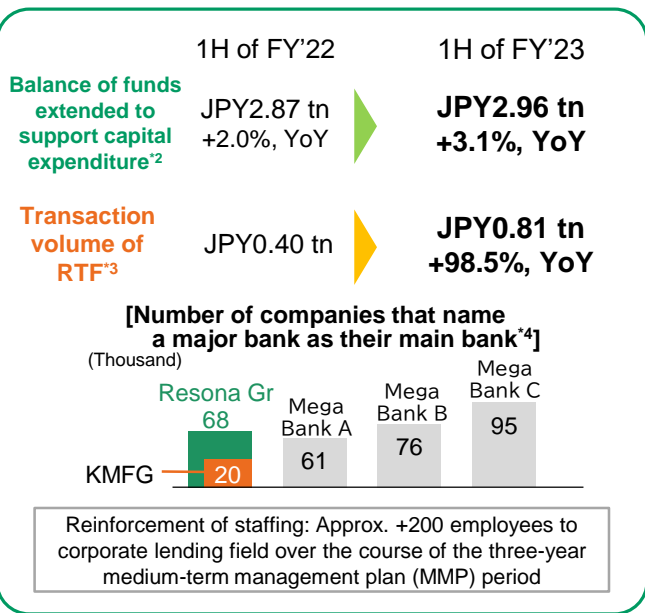 1H of FY’22
1H of FY’23
Balance of funds
extended to
support capital
expenditure*2
JPY2.87 tn
+2.0%, YoY
JPY2.96 tn
+3.1%, YoY
Transaction
volume of
RTF*3
JPY0.40 tn
JPY0.81 tn
+98.5%, YoY
[Number of companies that name
a major bank as their main bank*4]
(Thousand)
Resona Gr
68
KMFG
20
Mega
Bank A
61
Mega
Bank B
76
Mega
Bank C
95
Reinforcement of staffing: Approx. +200 employees to
corporate lending field over the course of the three-year
medium-term management plan (MMP) period